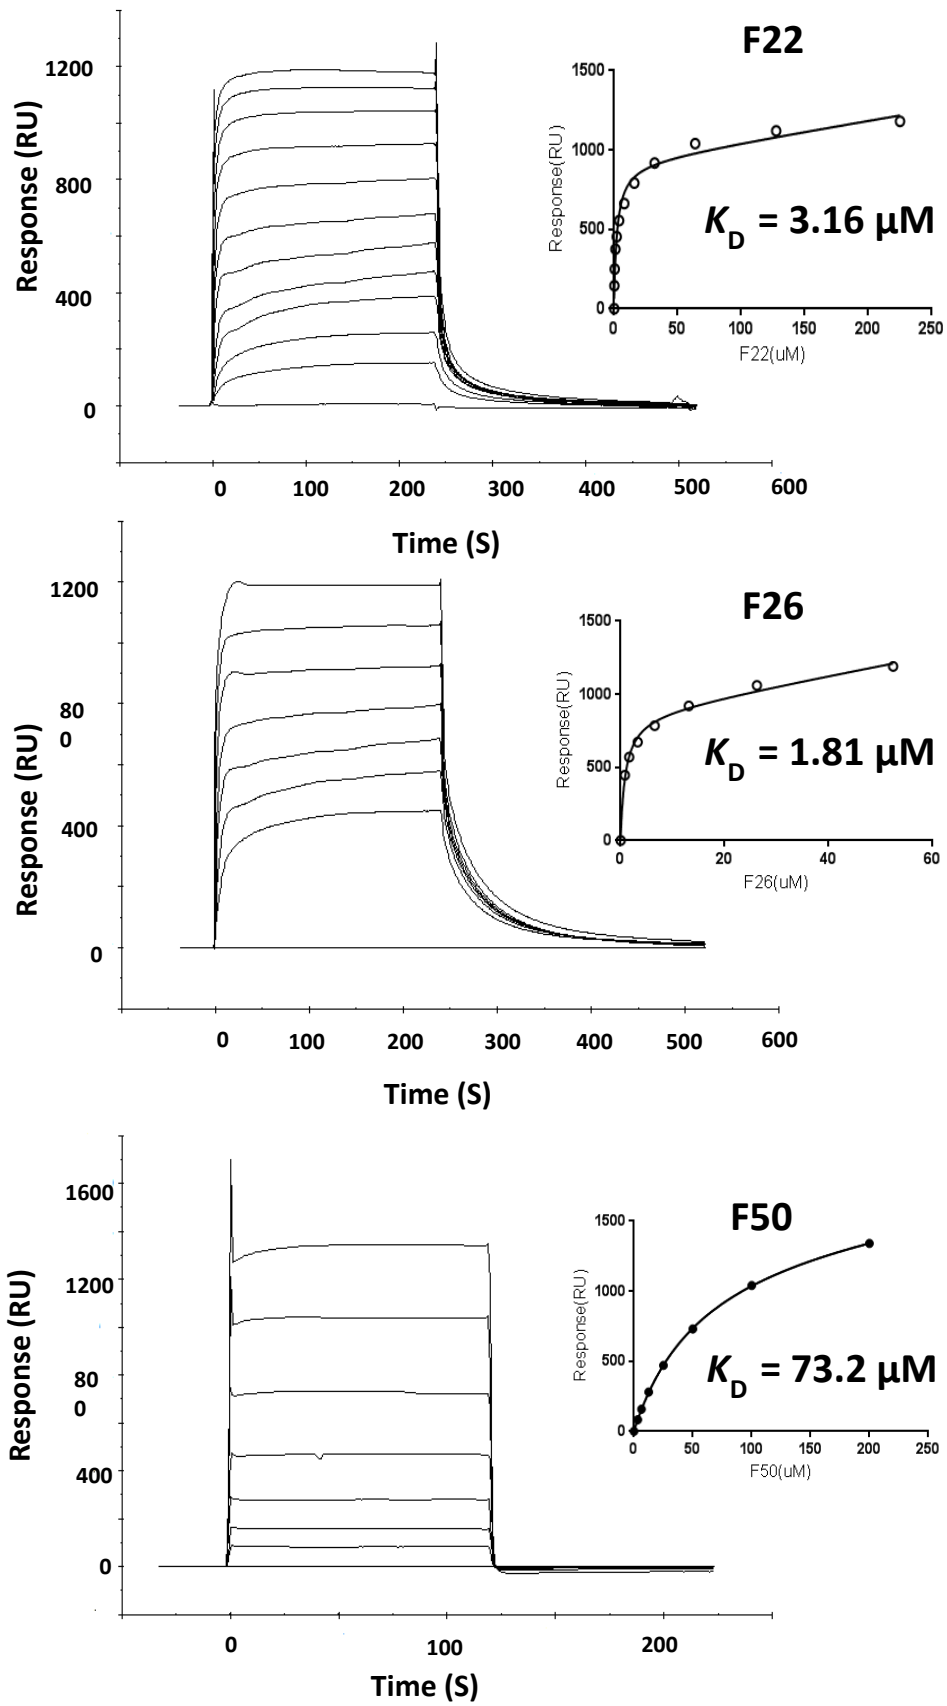 F22
1200
800
400
0
Response (RU)
0 100 200 300 400 500 600
Time (S)
1500
1000
500
0
Response(RU)
0 50 100 150 200 250
F22(uM)
KD = 3.16 µM
F26
1200
80
0
400
0
Response (RU)
0 100 200 300 400 500 600
Time (S)
1500
1000
500
0
Response(RU)
0 20 40 60
F26(uM)
KD = 1.81 µM
F50
1600
1200
80
0
400
0
Response (RU)
0 100 200
Time (S)
1500
1000
500
0
Response(RU)
0 50 100 150 200 250
F50(uM)
KD = 73.2 µM